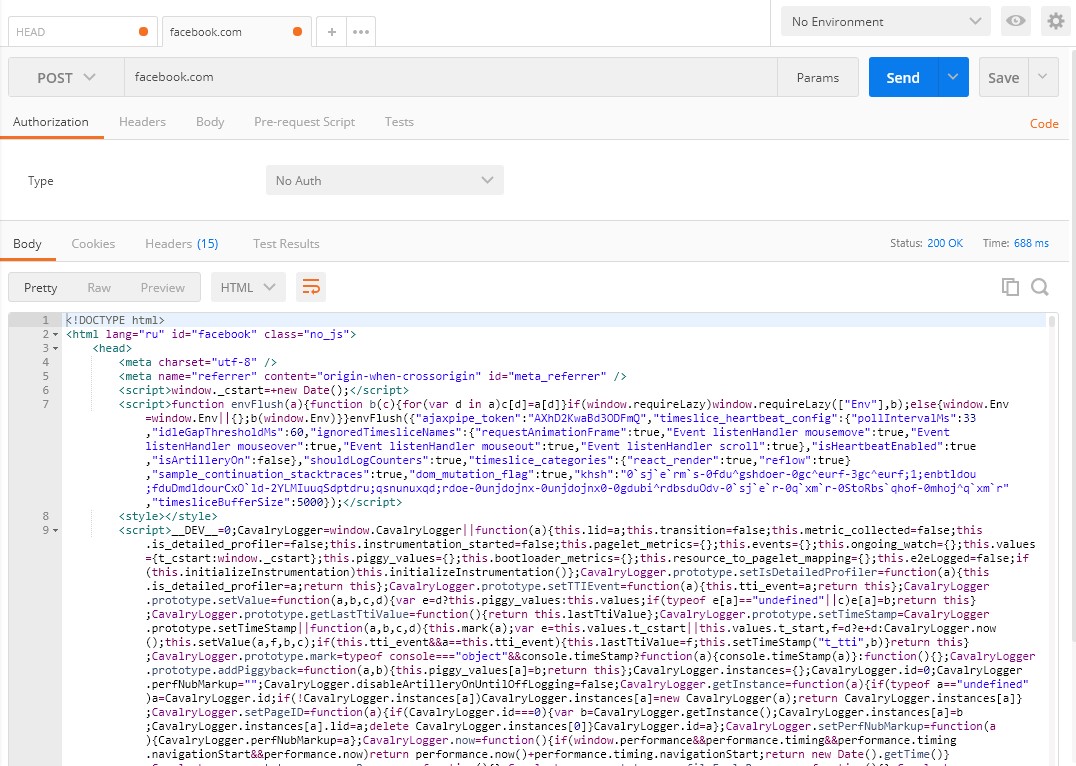 HEAD
facebook.com
+
•••
No Environment
POST
facebook.com
Params
Send
Save
Authorization
Headers
Body
Pre-request Script
Tests
Code
Type
No Auth
Body
Cookies
Headers (15)
Test Results
Status: 200 OK
Time: 688 ms
Pretty
Raw
Preview
HTML
1 <!DOCTYPE html>
2 <html lang="ru" id="facebook" class="no_js">
3 <head>
4 <meta charset="utf-8" />
5 <meta name="referrer" content="origin-when-crossorigin" id="meta_referrer" />
6 <script>window._cstart=+new Date();</script>
7 <script>function envFlush(a){function b(c){for(var d in a)c[d]=a[d]}if(window.requireLazy)window.requireLazy(["Env"],b);else{window.Env
=window.Env||{};b(window.Env)}}envFlush({"ajaxpipe_token":"AXhD2KwaBd3ODFmQ","timeslice_heartbeat_config":{"pollIntervalMs":33
,"idleGapThresholdMs":60,"ignoredTimesliceNames":{"requestAnimationFrame":true,"Event listenHandler mousemove":true,"Event
listenHandler mouseover":true,"Event listenHandler mouseout":true,"Event listenHandler scroll":true},"isHeartbeatEnabled":true
,"isArtilleryOn":false},"shouldLogCounters":true,"timeslice_categories":{"react_render":true,"reflow":true}
,"sample_continuation_stacktraces":true,"dom_mutation_flag":true,"khsh":"0`sj`e`rm`s-0fdu^gshdoer-0gc^eurf-3gc^eurf;1;enbtldou
;fduDmdldourCxO`ld-2YLMIuuqSdptdru;qsnunuxqd;rdoe-0unjdojnx-0unjdojnx0-0gdubi^rdbsduOdv-0`sj`e`r-0q`xm`r-0StoRbs`qhof-0mhoj^q`xm`r"
,"timesliceBufferSize":5000});</script>
8 <style></style>
9 <script>__DEV__=0;CavalryLogger=window.CavalryLogger||function(a){this.lid=a;this.transition=false;this.metric_collected=false;this
.is_detailed_profiler=false;this.instrumentation_started=false;this.pagelet_metrics={};this.events={};this.ongoing_watch={};this.values
={t_cstart:window._cstart};this.piggy_values={};this.bootloader_metrics={};this.resource_to_pagelet_mapping={};this.e2eLogged=false;if
(this.initializeInstrumentation)this.initializeInstrumentation()};CavalryLogger.prototype.setIsDetailedProfiler=function(a){this
.is_detailed_profiler=a;return this};CavalryLogger.prototype.setTTIEvent=function(a){this.tti_event=a;return this};CavalryLogger
.prototype.setValue=function(a,b,c,d){var e=d?this.piggy_values:this.values;if(typeof e[a]=="undefined"||c)e[a]=b;return this}
;CavalryLogger.prototype.getLastTtiValue=function(){return this.lastTtiValue};CavalryLogger.prototype.setTimeStamp=CavalryLogger
.prototype.setTimeStamp||function(a,b,c,d){this.mark(a);var e=this.values.t_cstart||this.values.t_start,f=d?e+d:CavalryLogger.now
();this.setValue(a,f,b,c);if(this.tti_event&&a==this.tti_event){this.lastTtiValue=f;this.setTimeStamp("t_tti",b)}return this}
;CavalryLogger.prototype.mark=typeof console==="object"&&console.timeStamp?function(a){console.timeStamp(a)}:function(){};CavalryLogger
.prototype.addPiggyback=function(a,b){this.piggy_values[a]=b;return this};CavalryLogger.instances={};CavalryLogger.id=0;CavalryLogger
.perfNubMarkup="";CavalryLogger.disableArtilleryOnUntilOffLogging=false;CavalryLogger.getInstance=function(a){if(typeof a=="undefined"
)a=CavalryLogger.id;if(!CavalryLogger.instances[a])CavalryLogger.instances[a]=new CavalryLogger(a);return CavalryLogger.instances[a]}
;CavalryLogger.setPageID=function(a){if(CavalryLogger.id===0){var b=CavalryLogger.getInstance();CavalryLogger.instances[a]=b
;CavalryLogger.instances[a].lid=a;delete CavalryLogger.instances[0]}CavalryLogger.id=a};CavalryLogger.setPerfNubMarkup=function(a
){CavalryLogger.perfNubMarkup=a};CavalryLogger.now=function(){if(window.performance&&performance.timing&&performance.timing
.navigationStart&&performance.now)return performance.now()+performance.timing.navigationStart;return new Date().getTime()}